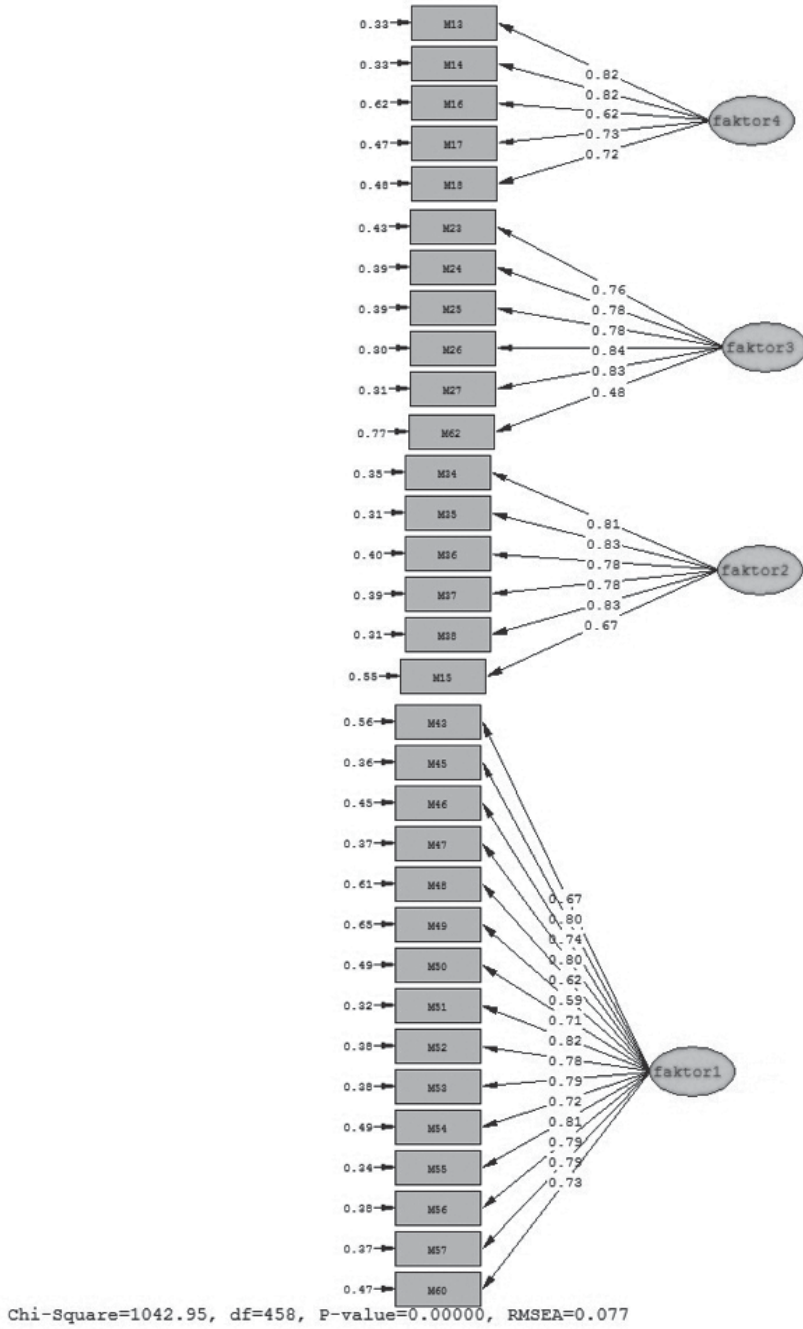 0.33 M13
0.33 M14
0.82
0.82
0.62 M16
0.62
faktor4
0.73
0.47 M17
0.72
0.48 M18
0.43 M23
0.39 M24
0.76
0.78
0.39 M25
0.78
0.30 M26
0.84
faktor3
0.83
0.31 M27
0.48
0.77 M62
0.35 M34
0.31 M35
0.81
0.83
0.40 M36
0.78
faktor2
0.78
0.39 M37
0.83
0.31 M38
0.67
0.55 M15
0.56 M43
0.36 M45
0.45 M46
0.37 M47
0.61 M48
0.67
0.65 M49
0.80
0.74
0.49 M50
0.80
0.62
0.32 M51
0.59
0.71
0.38 M52
0.82
0.78
faktor1
0.38 M53
0.79
0.72
0.49 M54
0.81
0.79
0.34 M55
0.79
0.73
0.38 M56
0.37 M57
0.47 M60
Chi-Square=1042.95, df=458, P-value=0.00000, RMSEA=0.077